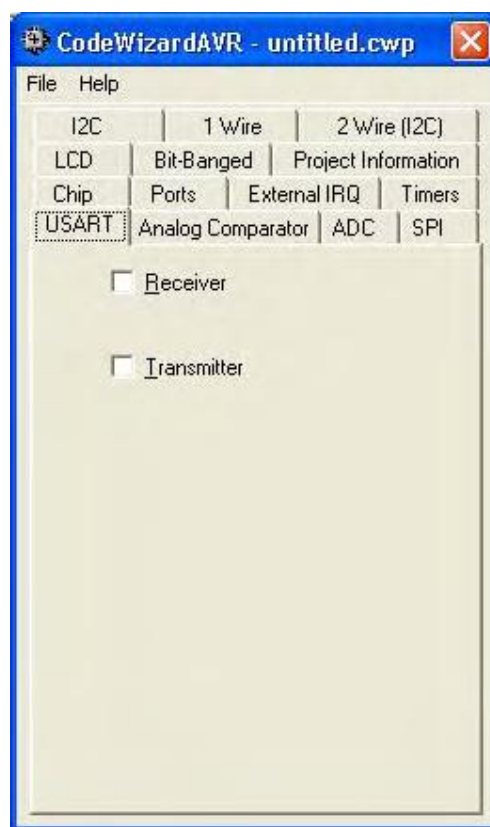 CodeWizardAVR - untitled.cwp
File Help
I2C 1 Wire 2 Wire (I2C)
LCD Bit-Banged Project Information
Chip Ports External IRQ Timers
USART Analog Comparator ADC SPI
Receiver
Transmitter